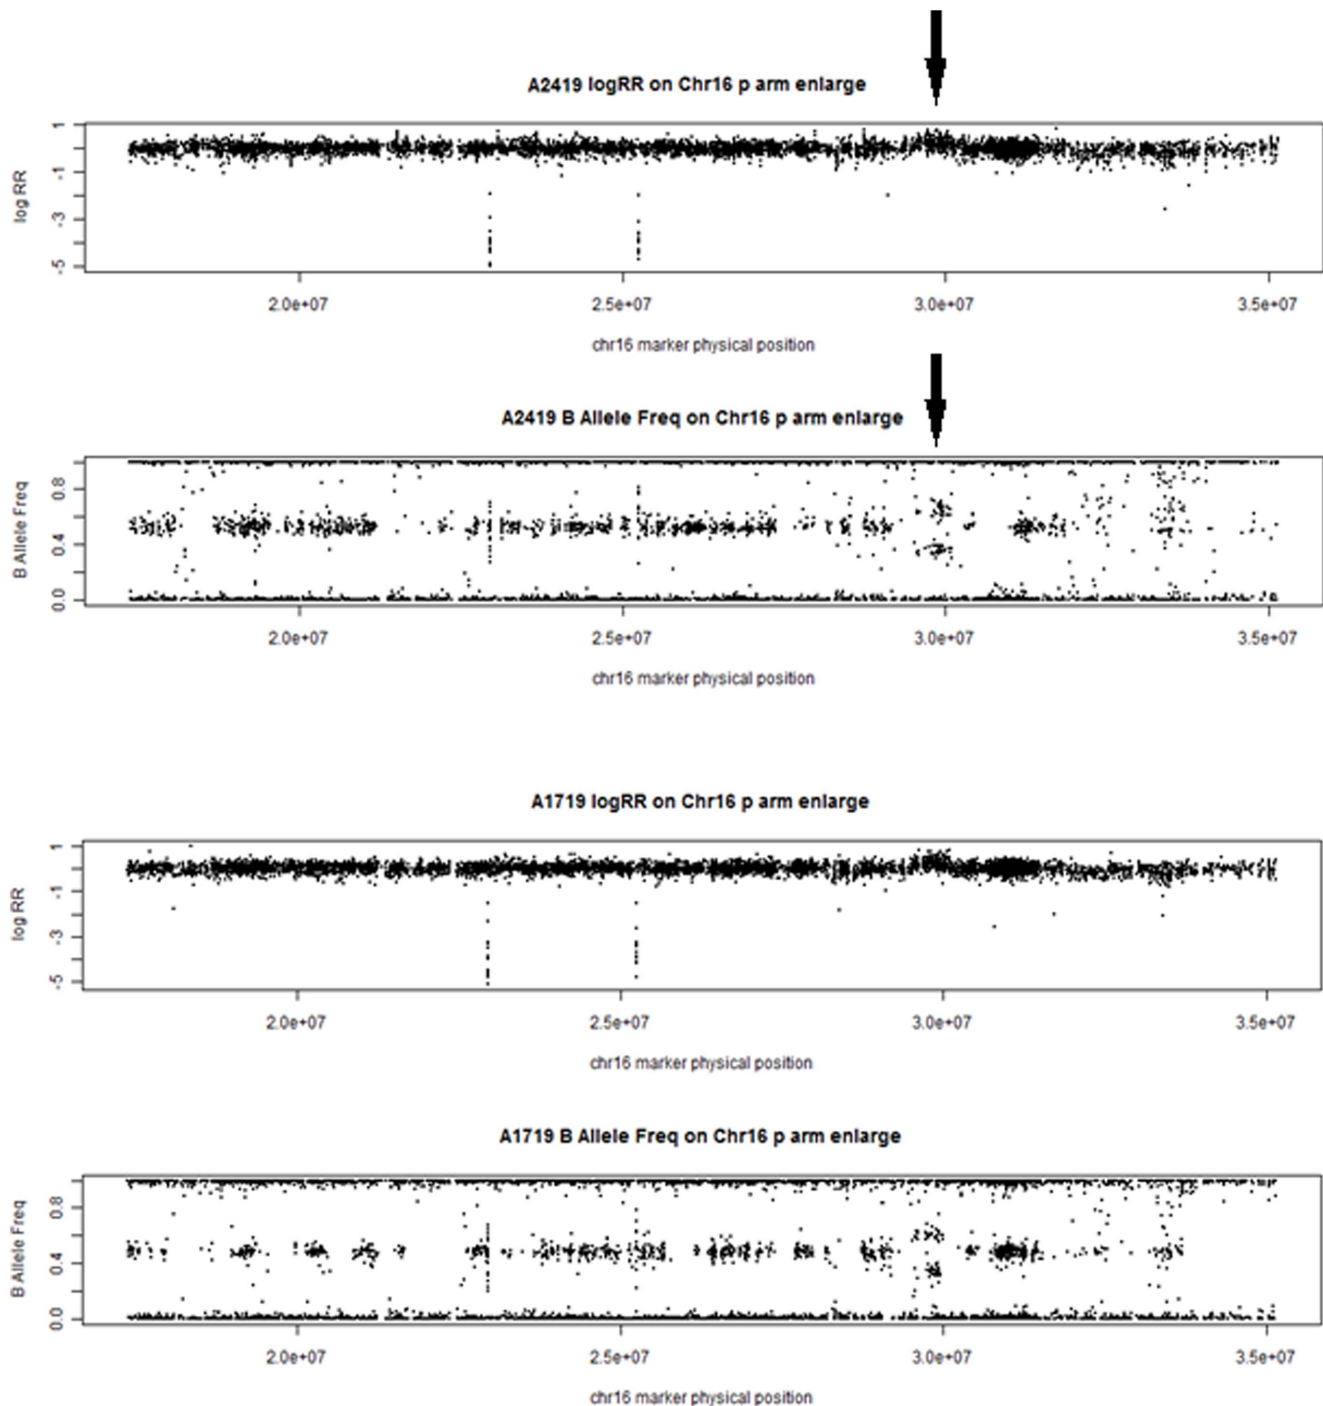 A2419 logRR on Chr16 p arm enlarge
1
-1
-3
-5
log RR
2.0e+07 2.5e+07 3.0e+07 3.5e+07
chr16 marker physical position
A2419 B Allele Freq on Chr16 p arm enlarge
0.8
0.4
0.0
B Allele Freq
2.0e+07 2.5e+07 3.0e+07 3.5e+07
chr16 marker physical position
A1719 logRR on Chr16 p arm enlarge
1
-1
-3
-5
log RR
2.0e+07 2.5e+07 3.0e+07 3.5e+07
chr16 marker physical position
A1719 B Allele Freq on Chr16 p arm enlarge
0.8
0.4
0.0
B Allele Freq
2.0e+07 2.5e+07 3.0e+07 3.5e+07
chr16 marker physical position